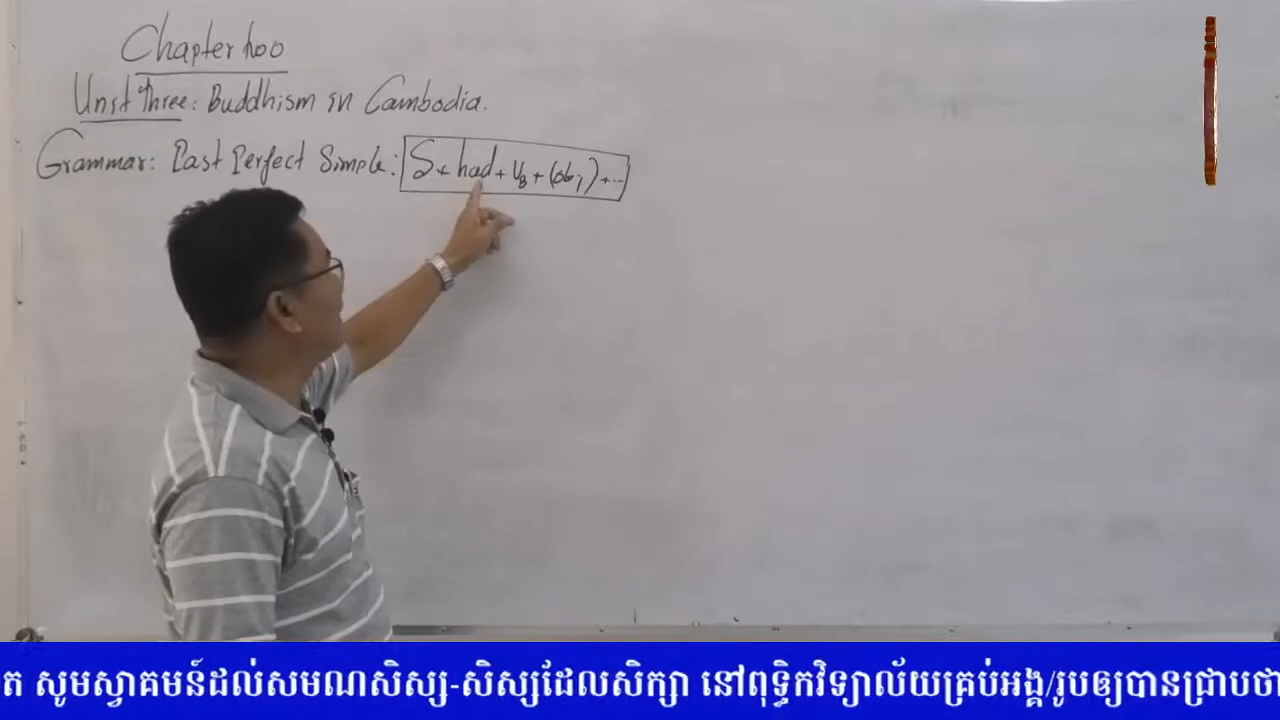 Chapter two
Unit Three: Buddhism in Cambodia.
Grammar: Past Perfect Simple: S + had + V3 + (obj) + ...
ត សូមស្វាគមន៍ដល់សមណសិស្ស-សិស្សដែលសិក្សា នៅពុទ្ធិកវិទ្យាល័យគ្រប់អង្គ/រូបឲ្យបានជ្រាបថា